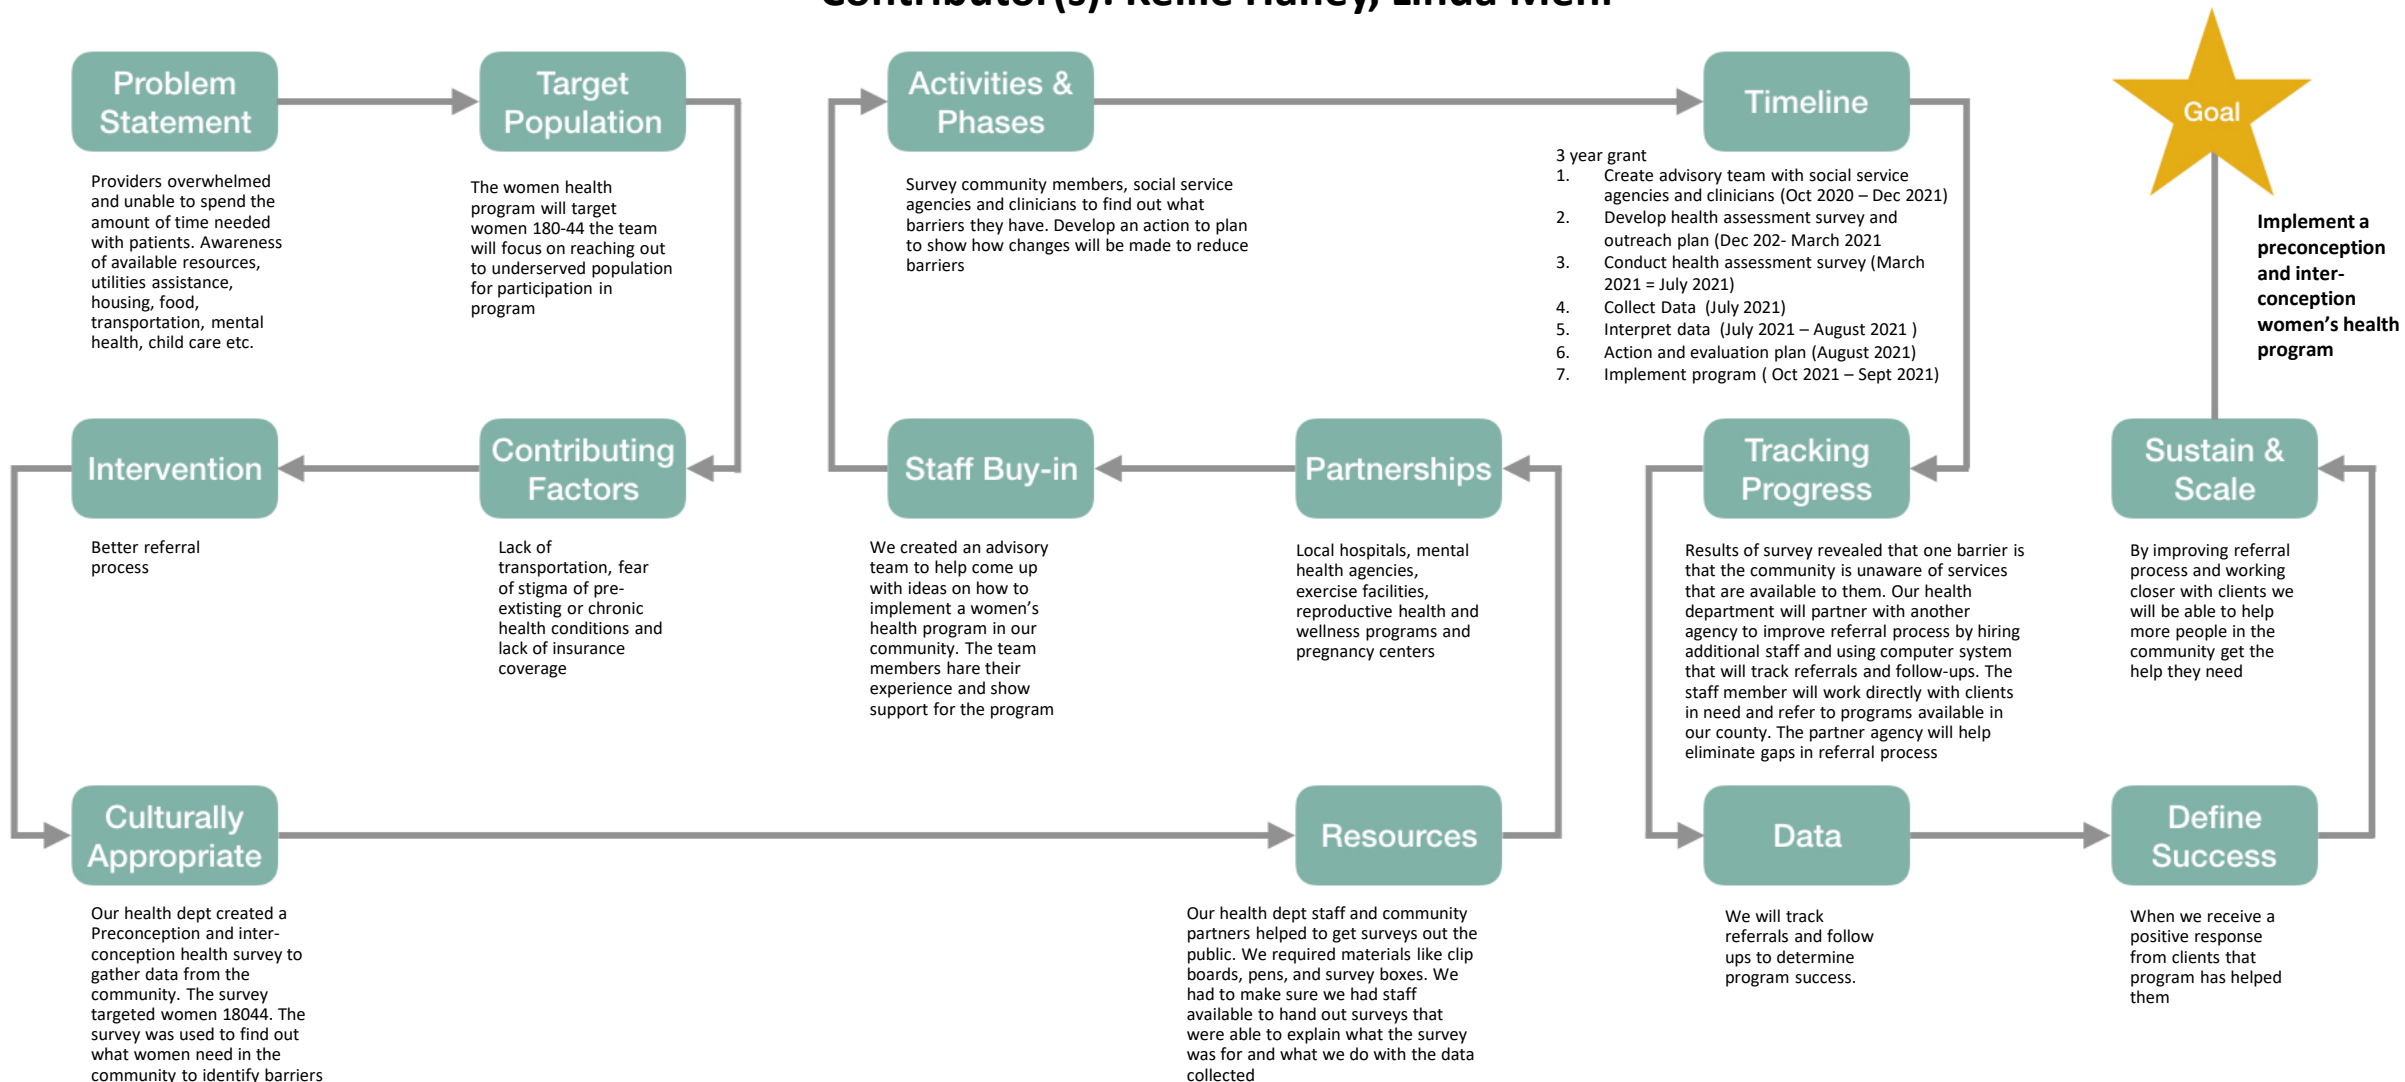 Contributor(s): Kellie Haney, Linda
Problem
Statement
Providers overwhelmed
and unable to spend the
amount of time needed
with patients. Awareness
of available resources,
utilities assistance,
housing, food,
transportation, mental
health, child care etc.
Target
Population
The women health
program will target
women 180-44 the team
will focus on reaching out
to underserved population
for participation in
program
Activities &
Phases
Survey community members, social service
agencies and clinicians to find out what
barriers they have. Develop an action to plan
to show how changes will be made to reduce
barriers
Timeline
3 year grant
1. Create advisory team with social service
agencies and clinicians (Oct 2020 – Dec 2021)
2. Develop health assessment survey and
outreach plan (Dec 202- March 2021
3. Conduct health assessment survey (March
2021 = July 2021)
4. Collect Data (July 2021)
5. Interpret data (July 2021 – August 2021 )
6. Action and evaluation plan (August 2021)
7. Implement program ( Oct 2021 – Sept 2021)
Goal
Implement a
preconception
and inter-
conception
women’s health
program
Intervention
Better referral
process
Contributing
Factors
Lack of
transportation, fear
of stigma of pre-
extisting or chronic
health conditions and
lack of insurance
coverage
Staff Buy-in
We created an advisory
team to help come up
with ideas on how to
implement a women’s
health program in our
community. The team
members hare their
experience and show
support for the program
Partnerships
Local hospitals, mental
health agencies,
exercise facilities,
reproductive health and
wellness programs and
pregnancy centers
Tracking
Progress
Results of survey revealed that one barrier is
that the community is unaware of services
that are available to them. Our health
department will partner with another
agency to improve referral process by hiring
additional staff and using computer system
that will track referrals and follow-ups. The
staff member will work directly with clients
in need and refer to programs available in
our county. The partner agency will help
eliminate gaps in referral process
Sustain &
Scale
By improving referral
process and working
closer with clients we
will be able to help
more people in the
community get the
help they need
Culturally
Appropriate
Our health dept created a
Preconception and inter-
conception health survey to
gather data from the
community. The survey
targeted women 18044. The
survey was used to find out
what women need in the
community to identify barriers
Resources
Our health dept staff and community
partners helped to get surveys out the
public. We required materials like clip
boards, pens, and survey boxes. We
had to make sure we had staff
available to hand out surveys that
were able to explain what the survey
was for and what we do with the data
collected
Data
We will track
referrals and follow
ups to determine
program success.
Define
Success
When we receive a
positive response
from clients that
program has helped
them